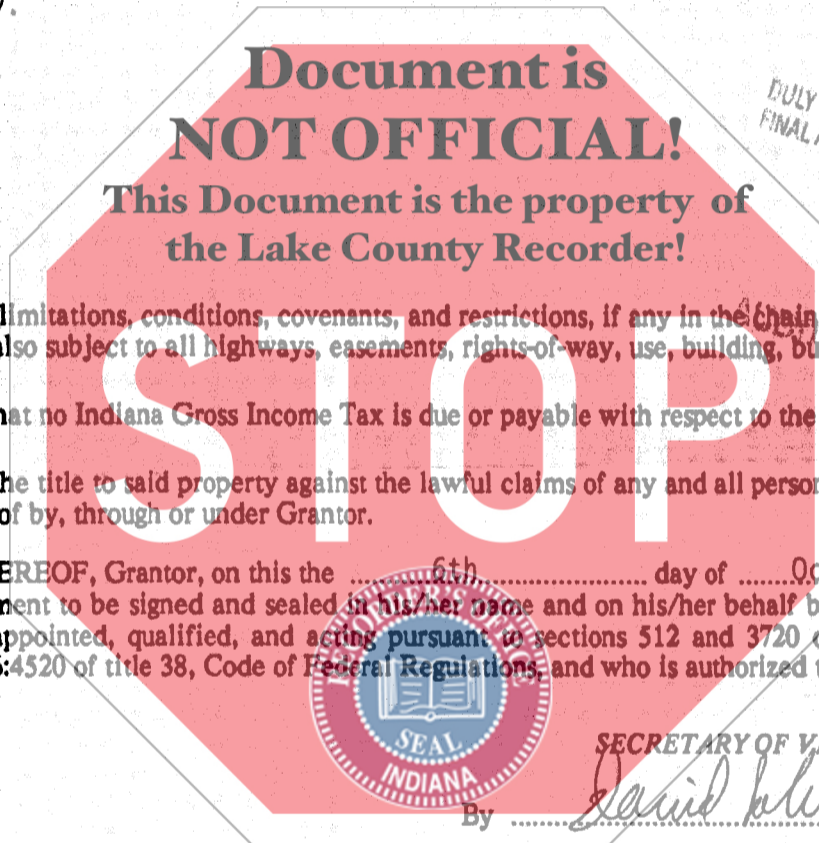 Document is
NOT OFFICIAL!
DULY
FINAL
This Document is the property of
the Lake County Recorder!
STOP
limitations, conditions, covenants, and restrictions, if any in the chain
also subject to all highways, easements, rights-of-way, use, building, bu
hat no Indiana Gross Income Tax is due or payable with respect to the
he title to said property against the lawful claims of any and all person
of by, through or under Grantor.
EREOF, Grantor, on this the ........6th.................... day of .......Oc
ment to be signed and sealed in his/her name and on his/her behalf b
appointed, qualified, and acting pursuant to sections 512 and 3720
:4520 of title 38, Code of Federal Regulations, and who is authorized t
RECORDER'S OFFICE
SEAL
INDIANA
SECRETARY OF V
By David